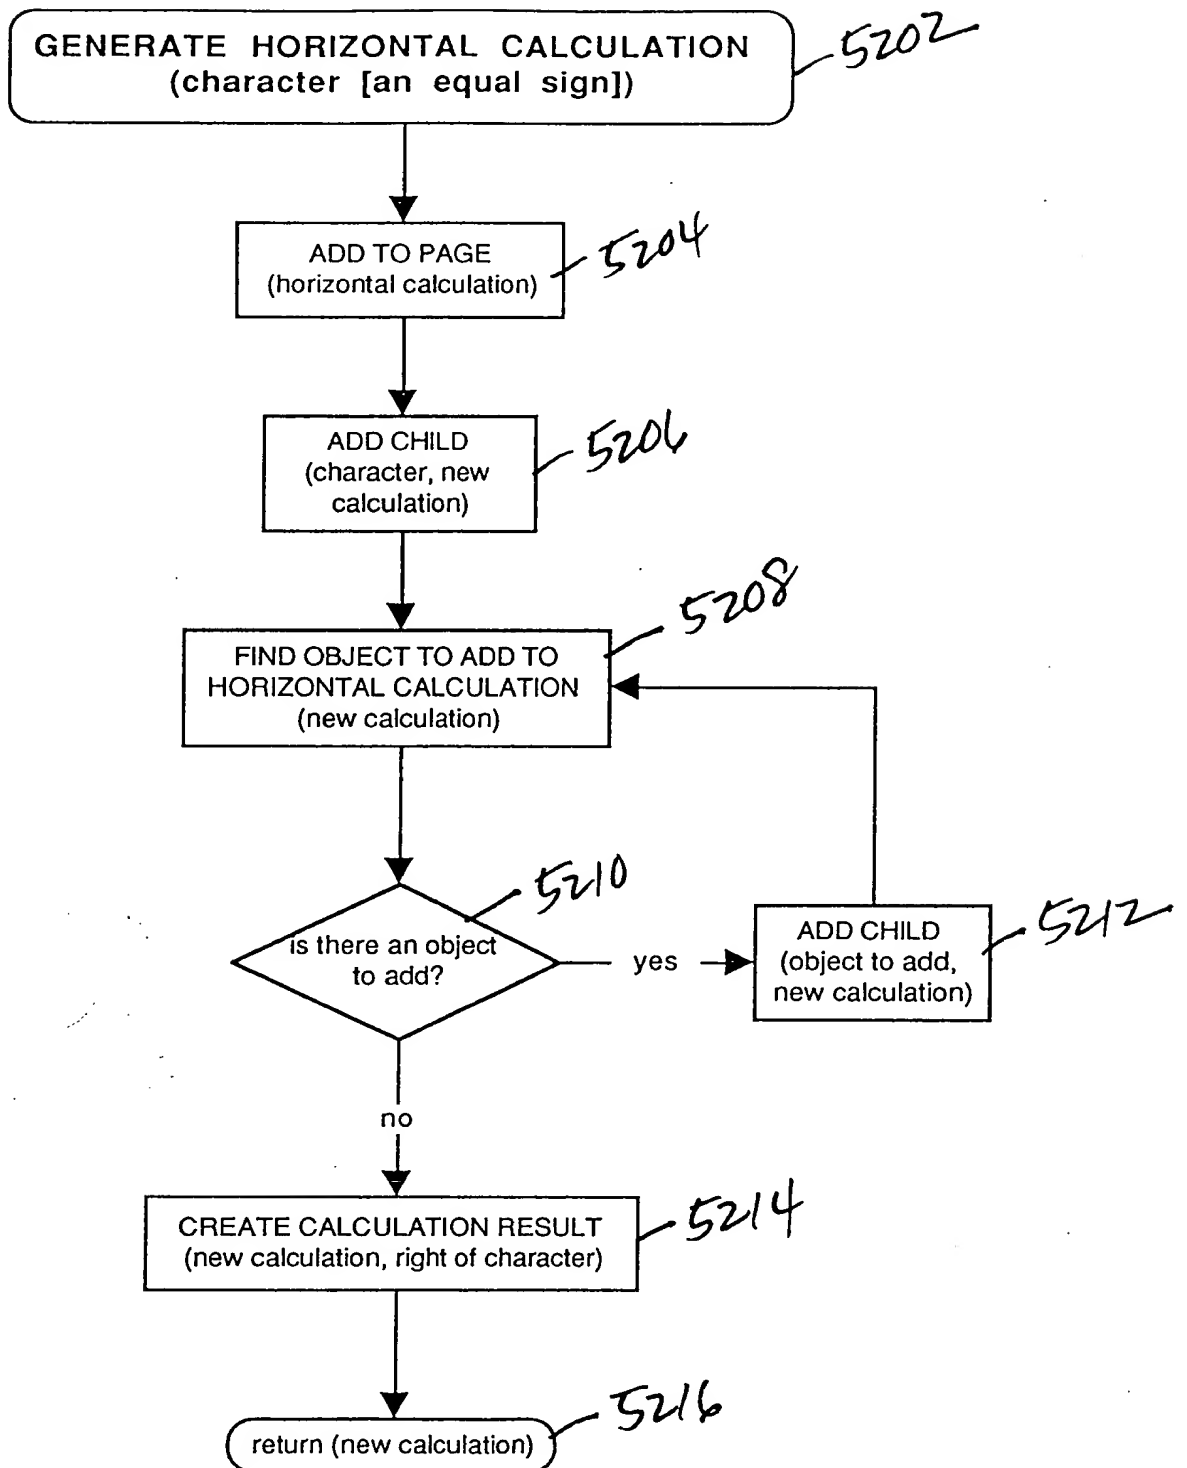 GENERATE HORIZONTAL CALCULATION
(character [an equal sign])
5202
ADD TO PAGE
(horizontal calculation)
5204
ADD CHILD
(character, new
calculation)
5206
FIND OBJECT TO ADD TO
HORIZONTAL CALCULATION
(new calculation)
5208
is there an object
to add?
5210
yes
ADD CHILD
(object to add,
new calculation)
5212
no
CREATE CALCULATION RESULT
(new calculation, right of character)
5214
return (new calculation)
5216